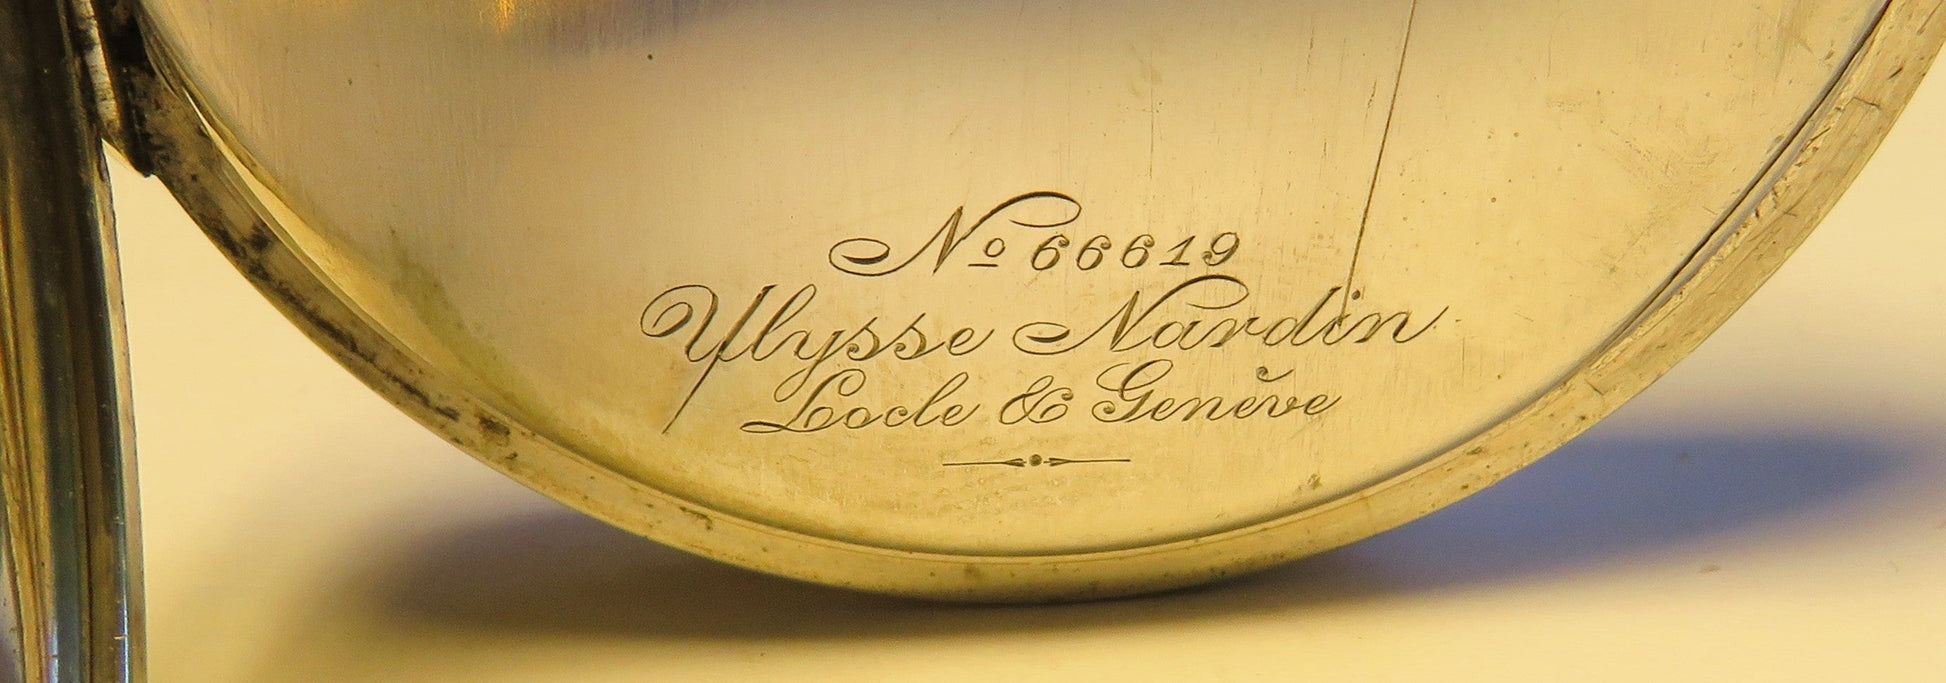 No 66619
Ulysse Nardin
Locle & Genève